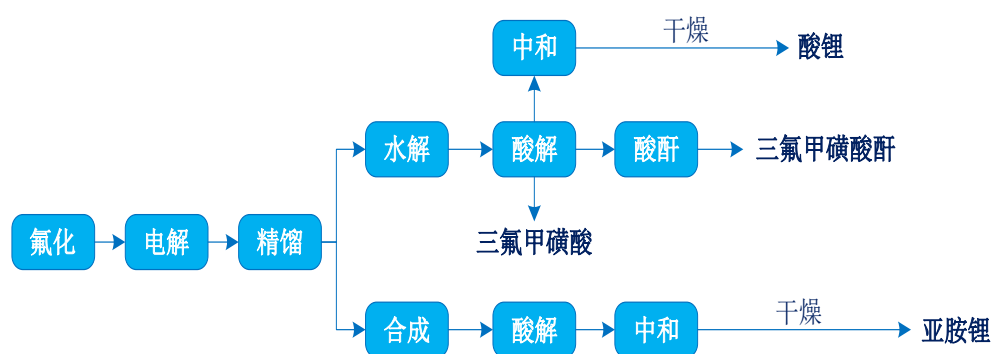 中和
干燥
酸锂
水解
酸解
酸酐
三氟甲磺酸酐
三氟甲磺酸
氟化
电解
精馏
合成
酸解
中和
干燥
亚胺锂